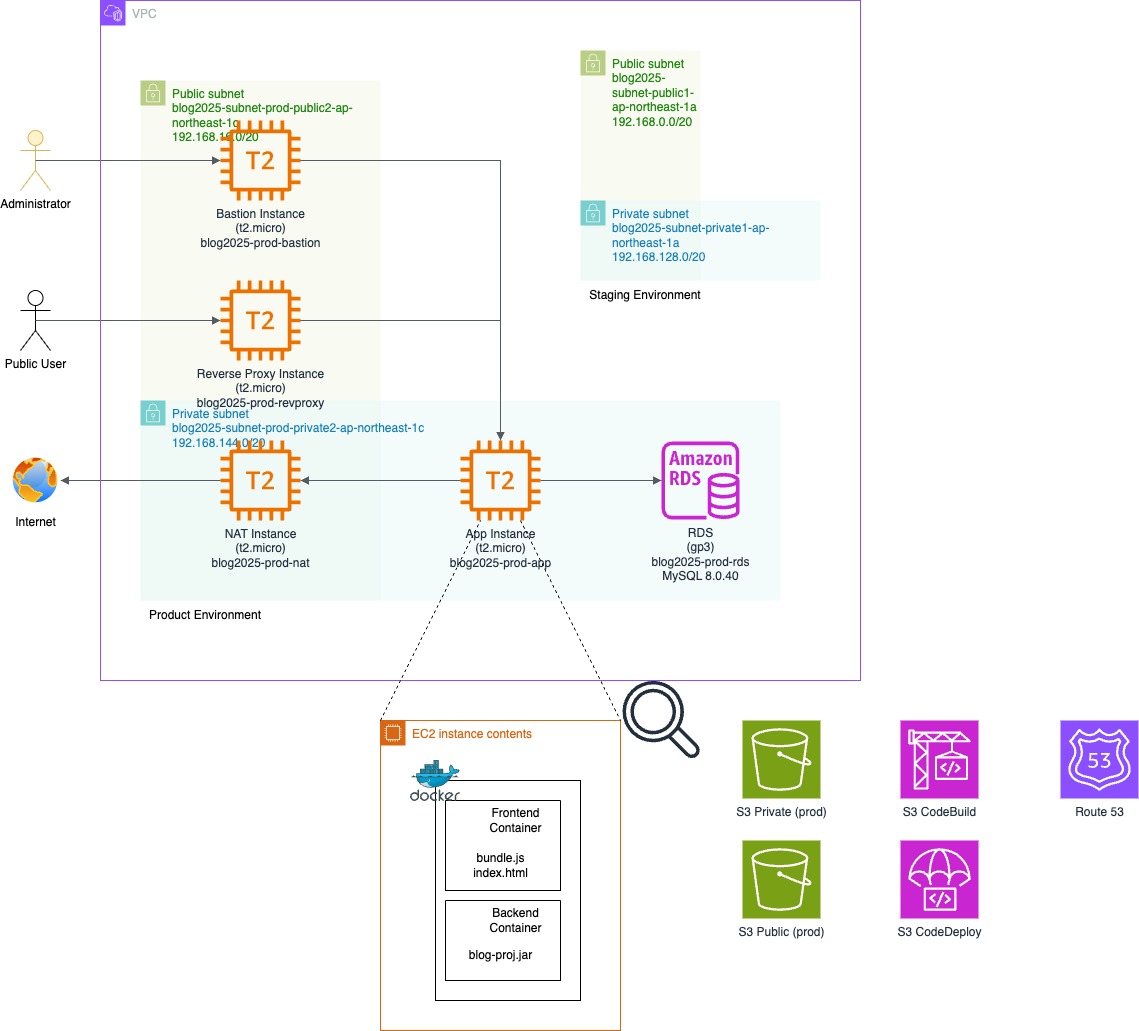 VPC
Public subnet
blog2025-subnet-prod-public2-ap-
northeast-1c
192.168.16.0/20
Public subnet
blog2025-
subnet-public1-
ap-northeast-1a
192.168.0.0/20
T2
Administrator
Bastion Instance
(t2.micro)
blog2025-prod-bastion
Private subnet
blog2025-subnet-private1-ap-
northeast-1a
192.168.128.0/20
Staging Environment
T2
Public User
Reverse Proxy Instance
(t2.micro)
blog2025-prod-revproxy
Private subnet
blog2025-subnet-prod-private2-ap-northeast-1c
192.168.144.0/20
T2
T2
Amazon
RDS
Internet
NAT Instance
(t2.micro)
blog2025-prod-nat
App Instance
(t2.micro)
blog2025-prod-app
RDS
(gp3)
blog2025-prod-rds
MySQL 8.0.40
Product Environment
EC2 instance contents
docker
Frontend
Container
bundle.js
index.html
Backend
Container
blog-proj.jar
</>
53
S3 Private (prod)
S3 CodeBuild
Route 53
</>
S3 Public (prod)
S3 CodeDeploy